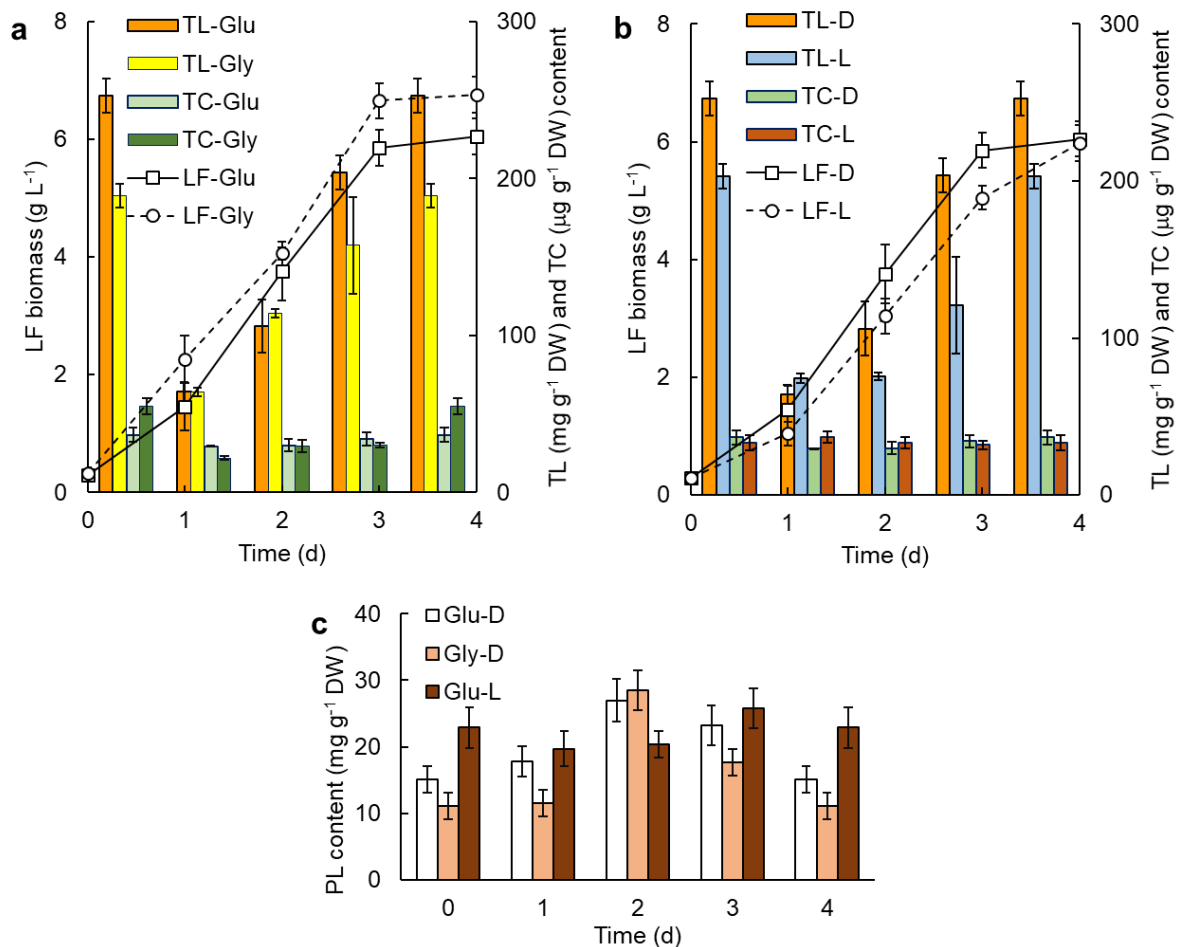 a
TL-Glu
TL-Gly
TC-Glu
TC-Gly
LF-Glu
LF-Gly
8
6
4
2
0
300
200
100
0
0 1 2 3 4
LF biomass (g L⁻¹)
TL (mg g⁻¹ DW) and TC (µg g⁻¹ DW) content
Time (d)
b
TL-D
TL-L
TC-D
TC-L
LF-D
LF-L
8
6
4
2
0
300
200
100
0
0 1 2 3 4
LF biomass (g L⁻¹)
TL (mg g⁻¹ DW) and TC (µg g⁻¹ DW) content
Time (d)
c
Glu-D
Gly-D
Glu-L
40
30
20
10
0
0 1 2 3 4
PL content (mg g⁻¹ DW)
Time (d)